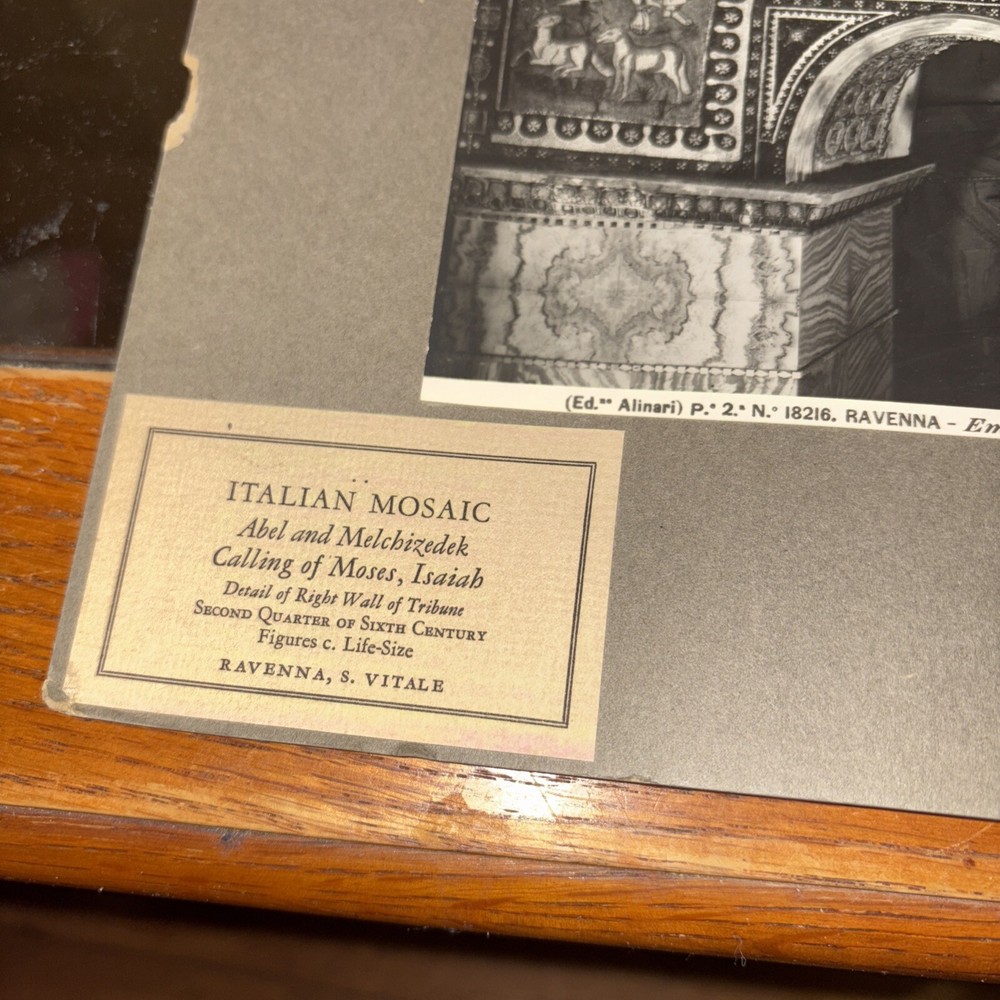 (Ed.ne Alinari) P.e 2.a N.o 18216. RAVENNA - Em
ITALIAN MOSAIC
Abel and Melchizedek
Calling of Moses, Isaiah
Detail of Right Wall of Tribune
SECOND QUARTER OF SIXTH CENTURY
Figures c. Life-Size
RAVENNA, S. VITALE